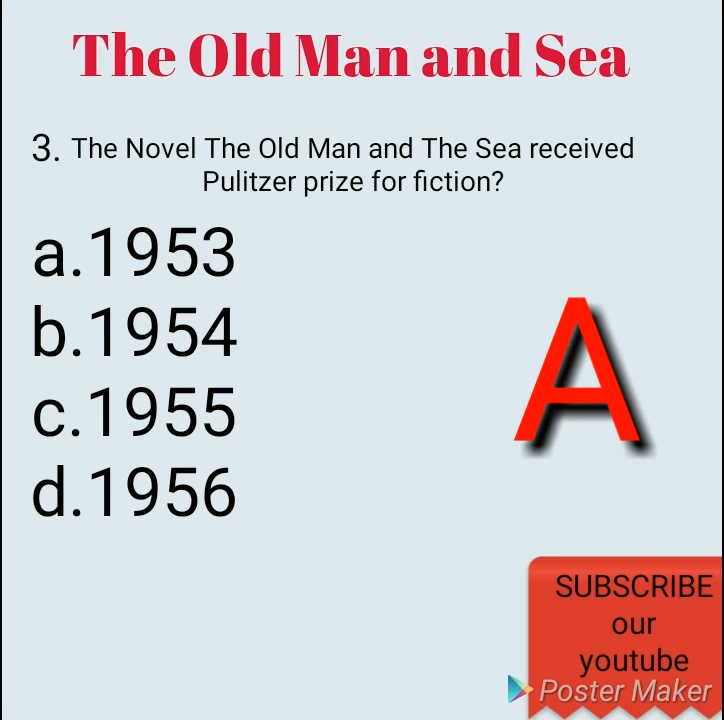 The Old Man and Sea
3. The Novel The Old Man and The Sea received
Pulitzer prize for fiction?
a.1953
b.1954
c.1955
d.1956
A
SUBSCRIBE
our
youtube
Poster Maker